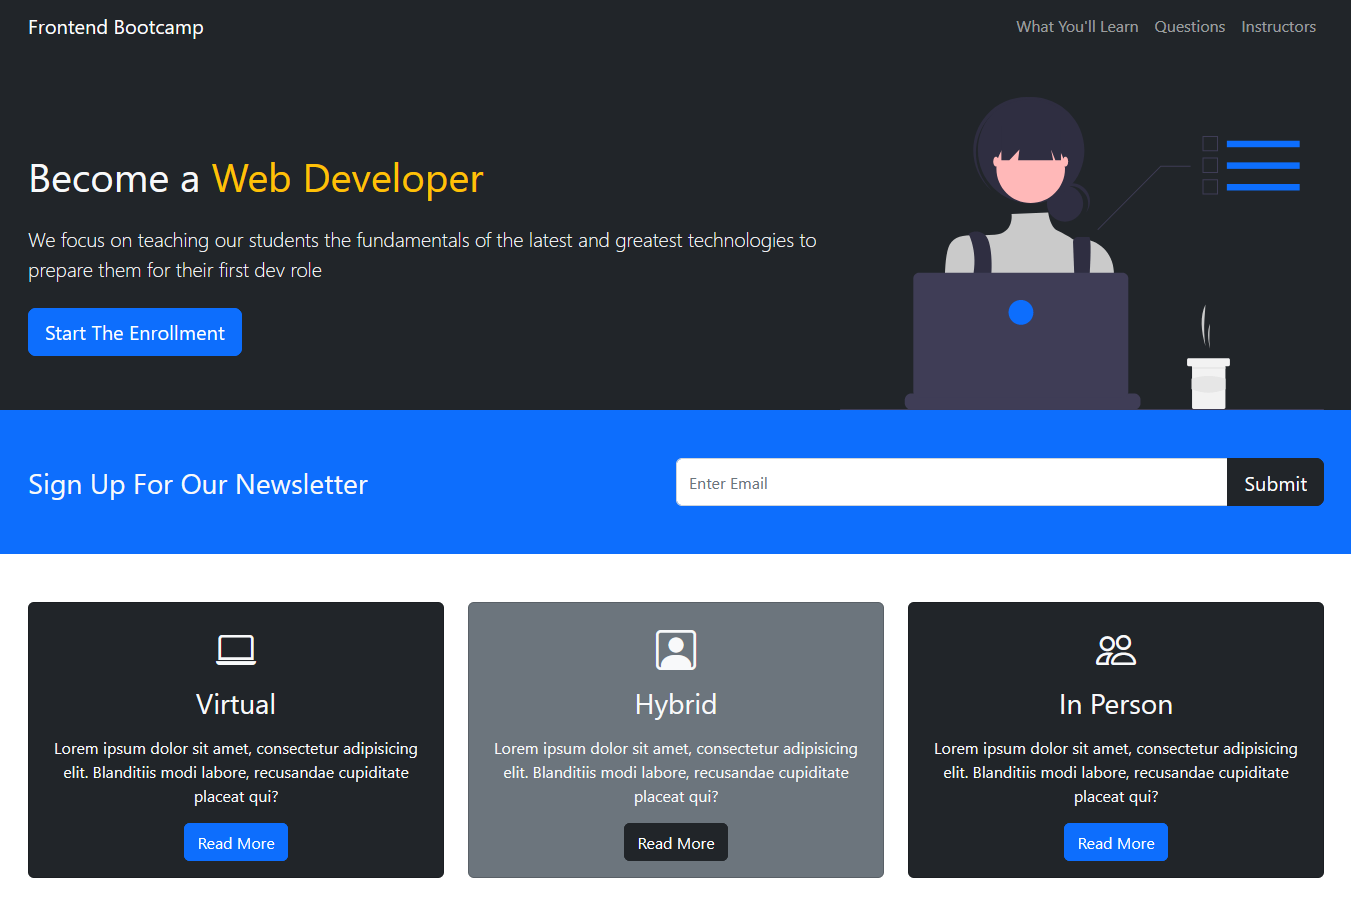 Frontend Bootcamp
What You'll Learn Questions Instructors
Become a Web Developer
We focus on teaching our students the fundamentals of the latest and greatest technologies to
prepare them for their first dev role
Start The Enrollment
Sign Up For Our Newsletter
Enter Email
Submit
Virtual
Lorem ipsum dolor sit amet, consectetur adipisicing
elit. Blanditiis modi labore, recusandae cupiditate
placeat qui?
Read More
Hybrid
Lorem ipsum dolor sit amet, consectetur adipisicing
elit. Blanditiis modi labore, recusandae cupiditate
placeat qui?
Read More
In Person
Lorem ipsum dolor sit amet, consectetur adipisicing
elit. Blanditiis modi labore, recusandae cupiditate
placeat qui?
Read More